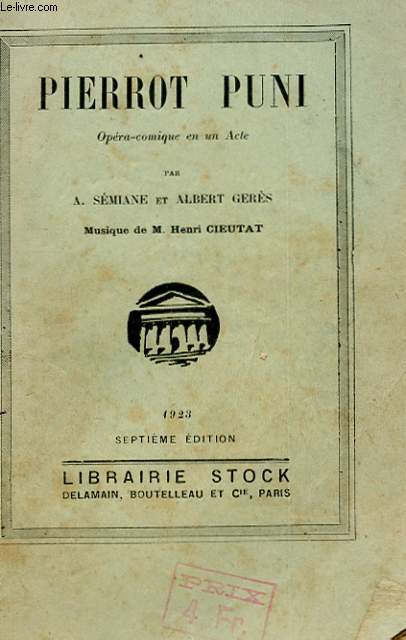 Le-livre.com
PIERROT PUNI
Opéra-comique en un Acte
PAR
A. SÉMIANE ET ALBERT GERÈS
Musique de M. Henri CIEUTAT
1923
SEPTIÈME ÉDITION
LIBRAIRIE STOCK
DELAMAIN, BOUTELLEAU ET CIE, PARIS
PRIX
4 Fr.